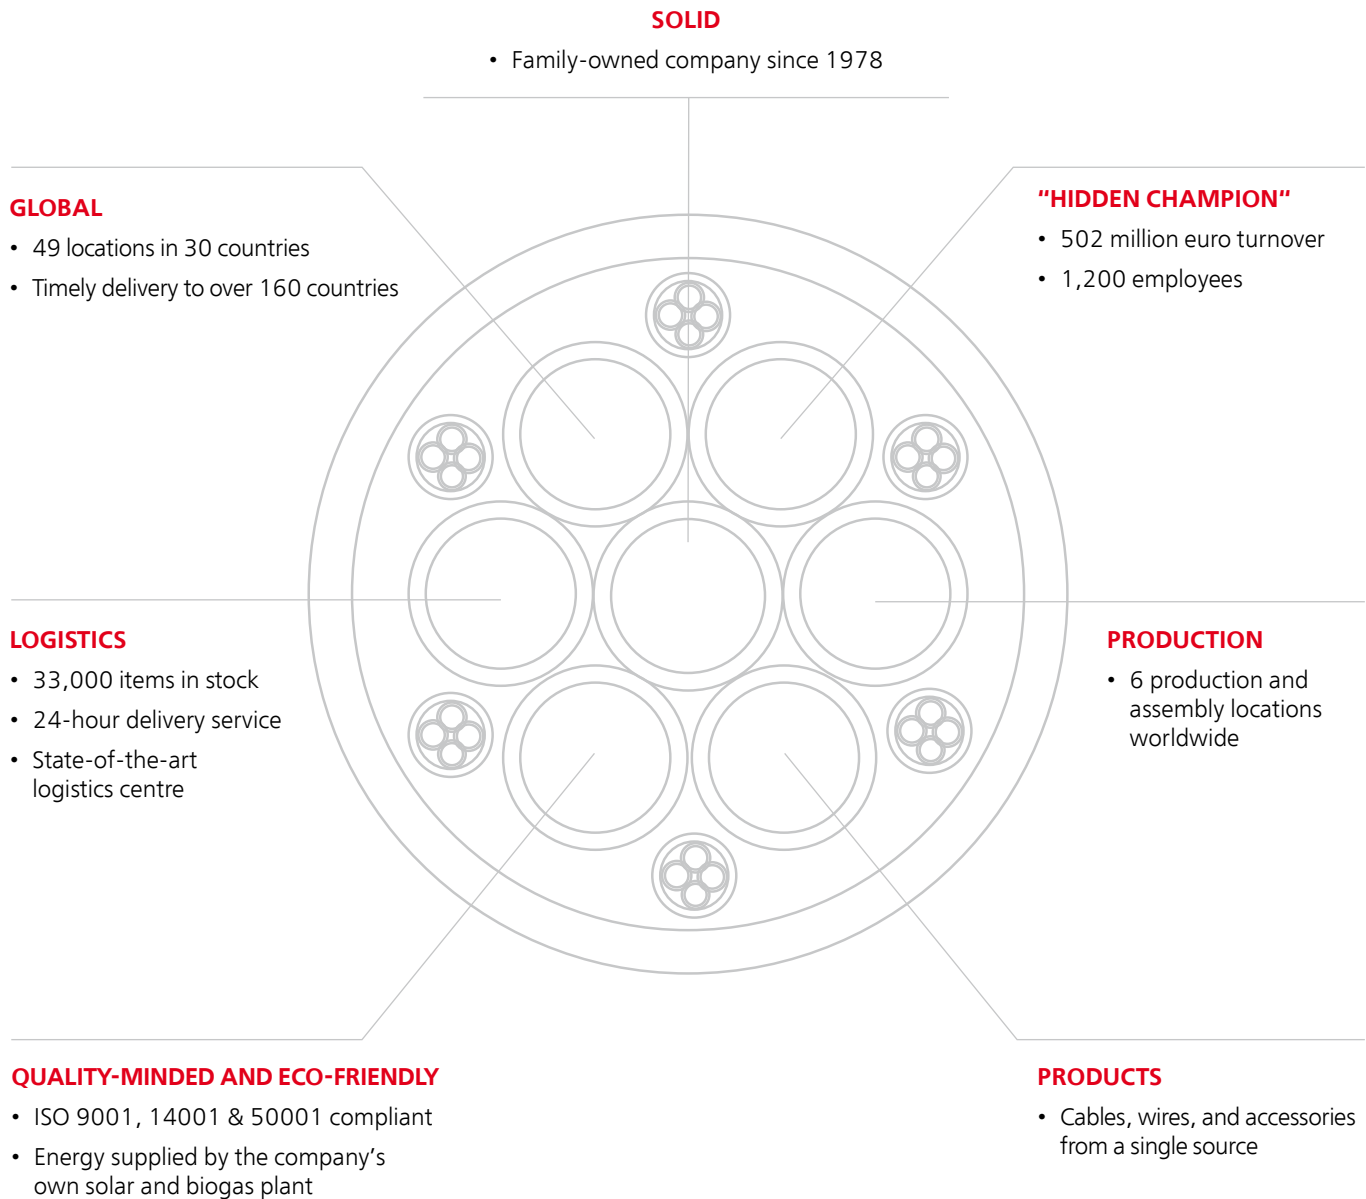 SOLID
• Family-owned company since 1978
GLOBAL
• 49 locations in 30 countries
• Timely delivery to over 160 countries
“HIDDEN CHAMPION“
• 502 million euro turnover
• 1,200 employees
LOGISTICS
• 33,000 items in stock
• 24-hour delivery service
• State-of-the-art
logistics centre
PRODUCTION
• 6 production and
assembly locations
worldwide
QUALITY-MINDED AND ECO-FRIENDLY
• ISO 9001, 14001 & 50001 compliant
• Energy supplied by the company’s
own solar and biogas plant
PRODUCTS
• Cables, wires, and accessories
from a single source